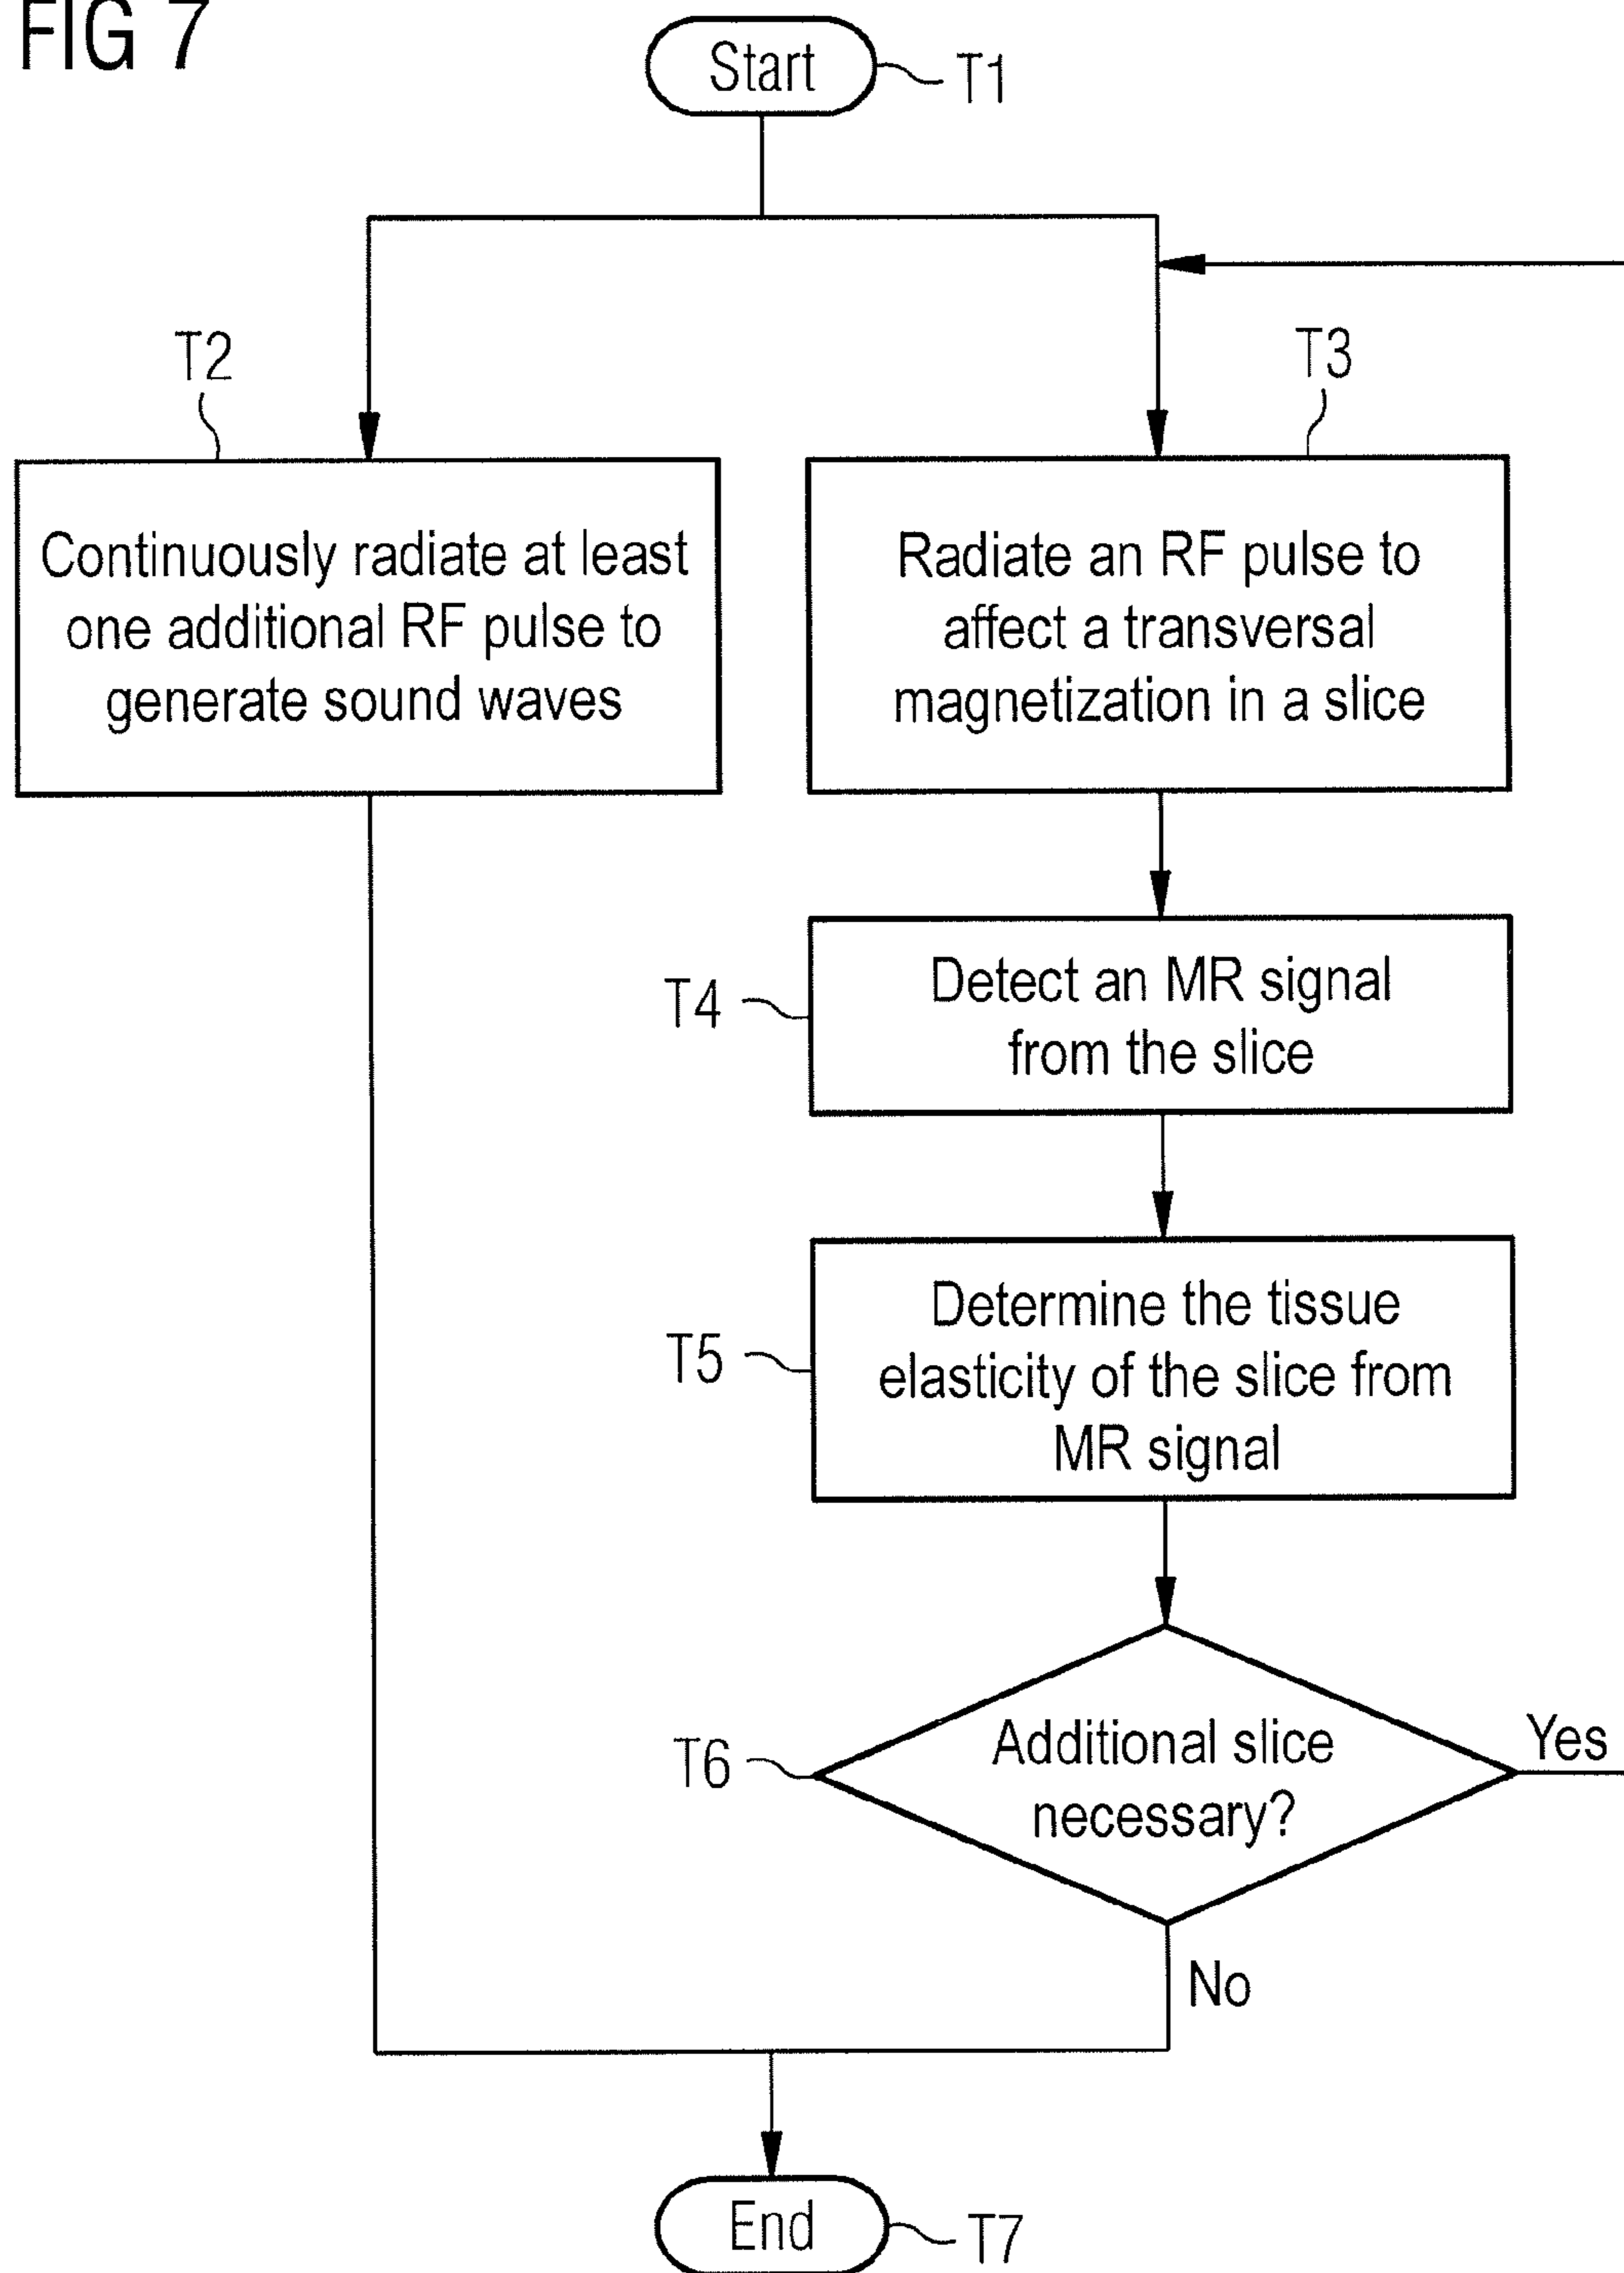 FIG 7
Start
T1
T2
T3
Continuously radiate at least
one additional RF pulse to
generate sound waves
Radiate an RF pulse to
affect a transversal
magnetization in a slice
T4
Detect an MR signal
from the slice
T5
Determine the tissue
elasticity of the slice from
MR signal
T6
Additional slice
necessary?
Yes
No
End
T7